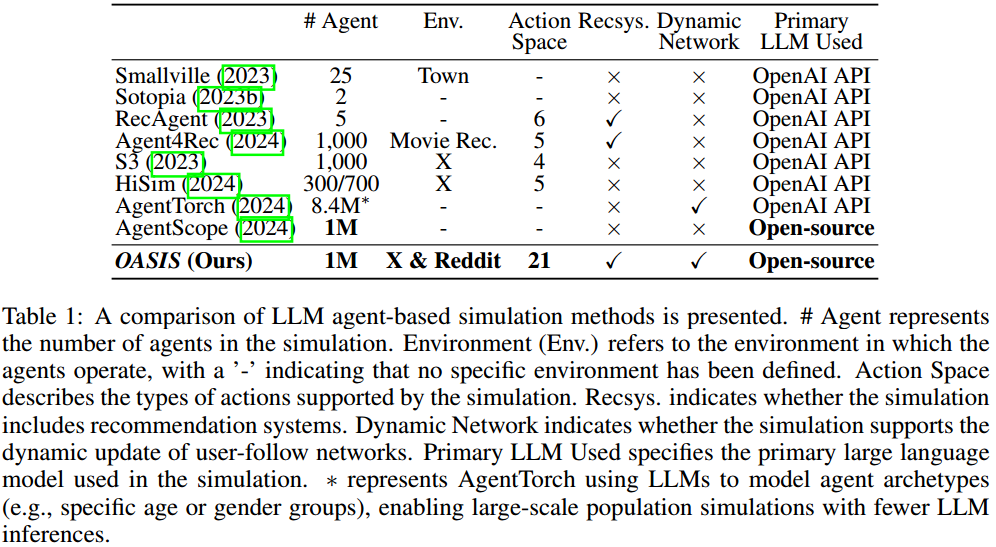 # Agent Env. Action Space Recsys. Dynamic Network Primary LLM Used
Smallville (2023) 25 Town - × × OpenAI API
Sotopia (2023b) 2 - - × × OpenAI API
RecAgent (2023) 5 - 6 ✓ × OpenAI API
Agent4Rec (2024) 1,000 Movie Rec. 5 ✓ × OpenAI API
S3 (2023) 1,000 X 4 × × OpenAI API
HiSim (2024) 300/700 X 5 × × OpenAI API
AgentTorch (2024) 8.4M* - - × ✓ OpenAI API
AgentScope (2024) 1M - - × × Open-source
OASIS (Ours) 1M X & Reddit 21 ✓ ✓ Open-source
Table 1: A comparison of LLM agent-based simulation methods is presented. # Agent represents
the number of agents in the simulation. Environment (Env.) refers to the environment in which the
agents operate, with a ’-’ indicating that no specific environment has been defined. Action Space
describes the types of actions supported by the simulation. Recsys. indicates whether the simulation
includes recommendation systems. Dynamic Network indicates whether the simulation supports the
dynamic update of user-follow networks. Primary LLM Used specifies the primary large language
model used in the simulation. ∗ represents AgentTorch using LLMs to model agent archetypes
(e.g., specific age or gender groups), enabling large-scale population simulations with fewer LLM
inferences.